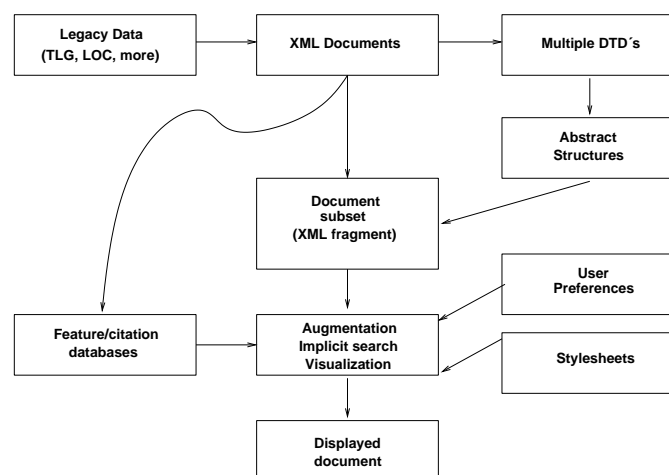 Legacy Data
(TLG, LOC, more)
XML Documents
Multiple DTD´s
Abstract
Structures
Document
subset
(XML fragment)
User
Preferences
Feature/citation
databases
Augmentation
Implicit search
Visualization
Stylesheets
Displayed
document